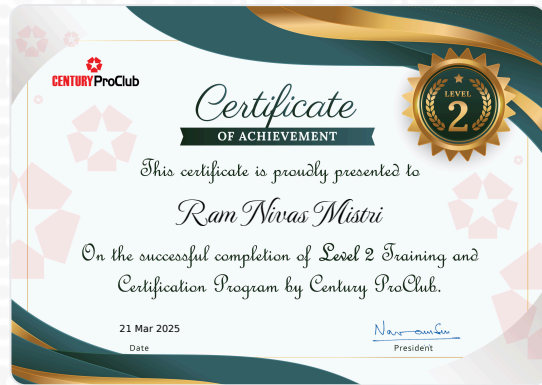 CENTURY ProClub
LEVEL
2
Certificate
OF ACHIEVEMENT
This certificate is proudly presented to
Ram Nivas Mistri
On the successful completion of Level 2 Training and
Certification Program by Century ProClub.
21 Mar 2025
Date
President